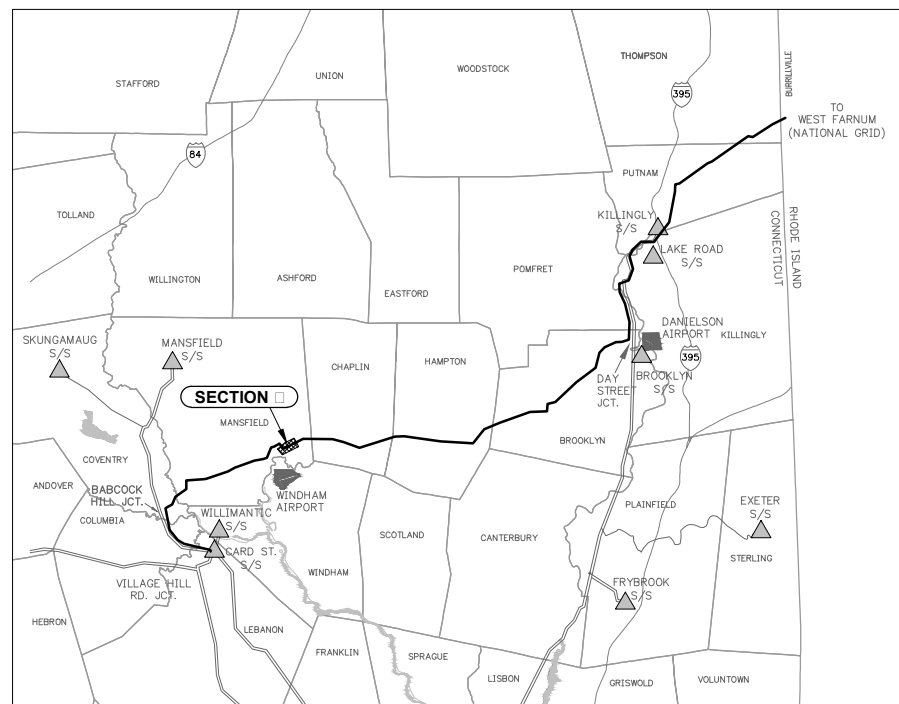 THOMPSON
BURRILLVILLE
UNION
WOODSTOCK
STAFFORD
395
TO
WEST FARNUM
(NATIONAL GRID)
84
PUTNAM
TOLLAND
KILLINGLY
S/S
LAKE ROAD
S/S
RHODE ISLAND
CONNECTICUT
WILLINGTON
ASHFORD
EASTFORD
POMFRET
DANIELSON
AIRPORT
KILLINGLY
SKUNGAMAUG
S/S
MANSFIELD
S/S
CHAPLIN
HAMPTON
395
DAY
STREET
JCT.
BROOKLYN
S/S
SECTION
MANSFIELD
BROOKLYN
COVENTRY
ANDOVER
BABCOCK
HILL JCT.
COLUMBIA
WINDHAM
AIRPORT
WILLIMANTIC
S/S
CARD ST.
S/S
SCOTLAND
CANTERBURY
PLAINFIELD
EXETER
S/S
STERLING
VILLAGE HILL
RD. JCT.
WINDHAM
FRYBROOK
S/S
HEBRON
LEBANON
FRANKLIN
SPRAGUE
LISBON
GRISWOLD
VOLUNTOWN